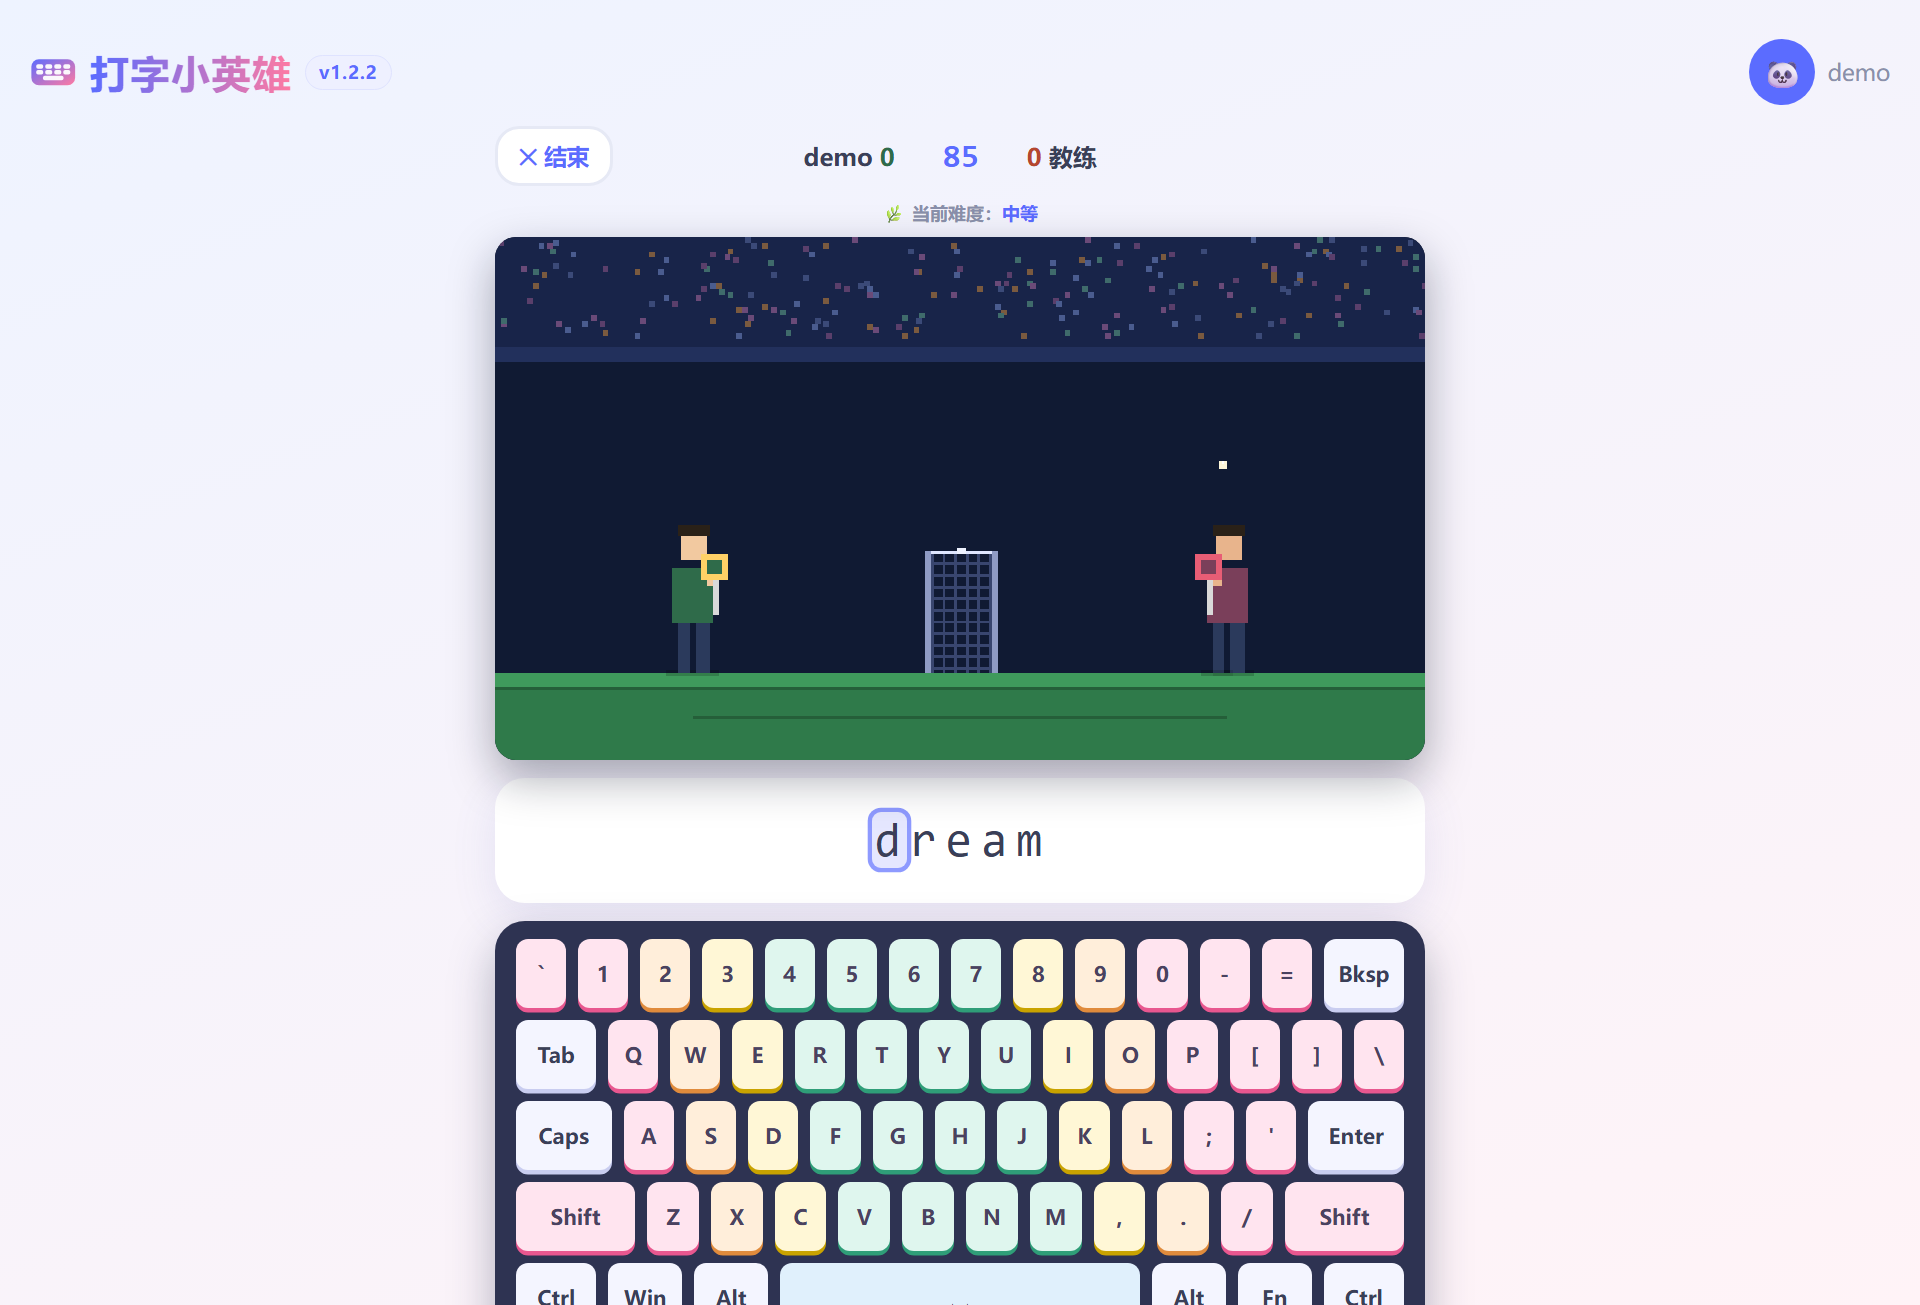 打字小英雄 v1.2.2
demo
结束
demo 0 85 0 教练
当前难度：中等
dream
` 1 2 3 4 5 6 7 8 9 0 - = Bksp
Tab Q W E R T Y U I O P [ ] \
Caps A S D F G H J K L ; ' Enter
Shift Z X C V B N M , . / Shift
Ctrl Win Alt Alt Fn Ctrl